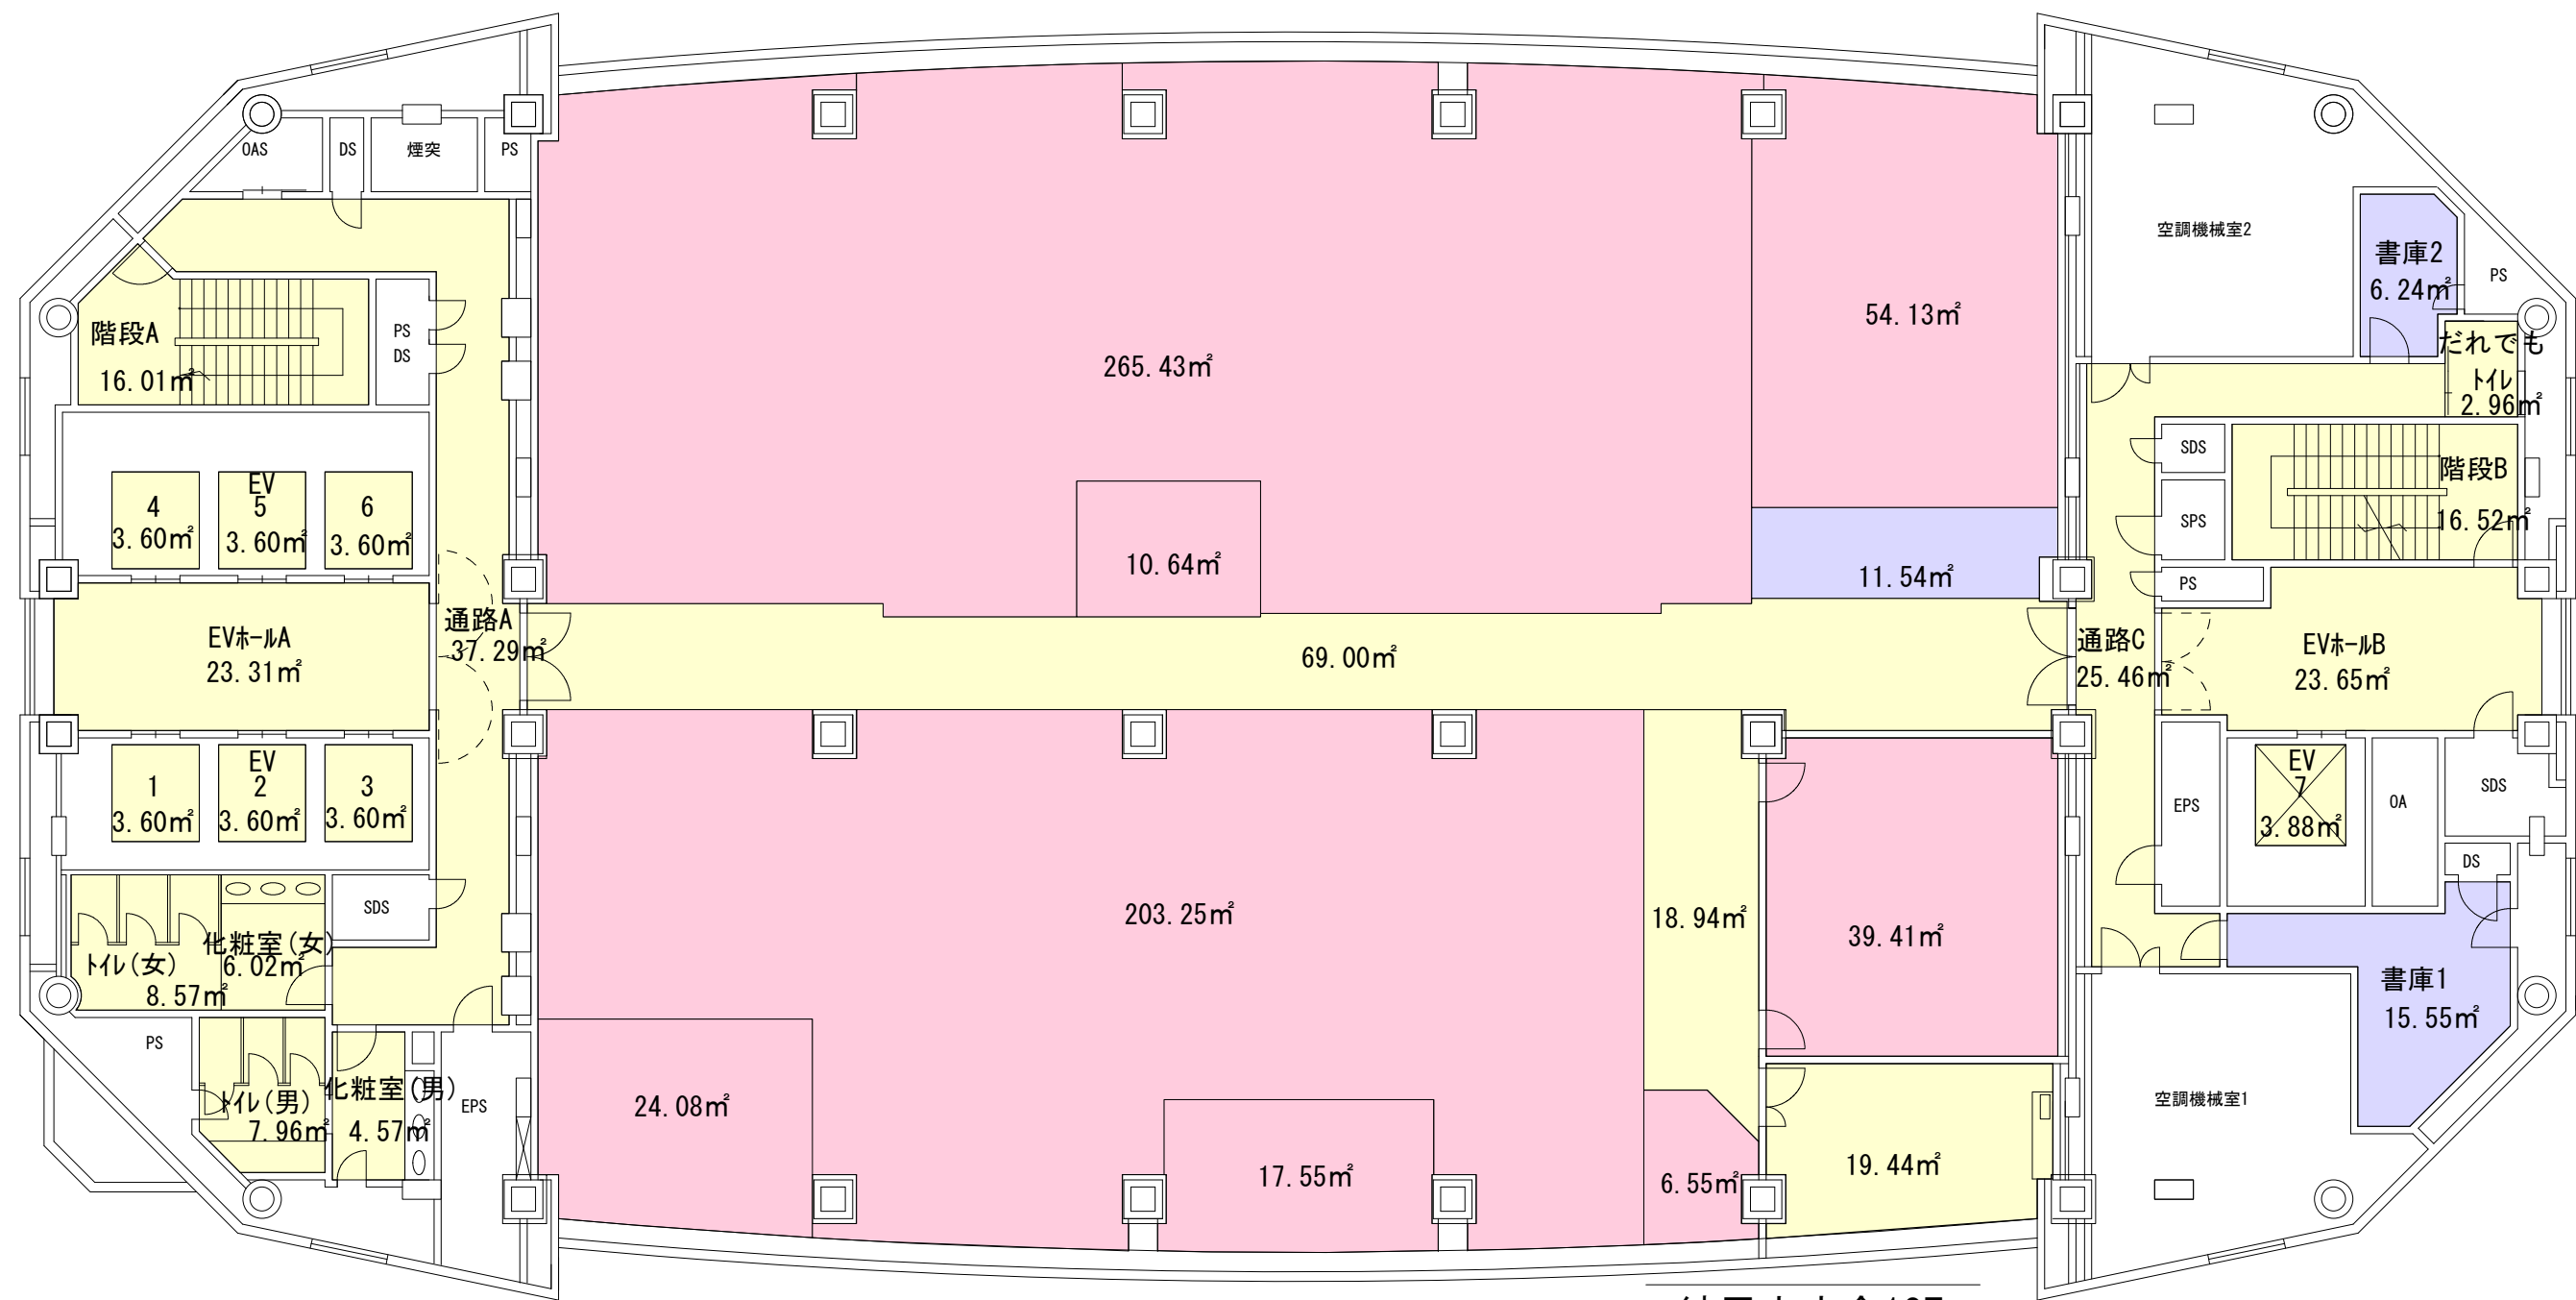 OAS
DS
煙突
PS
空調機械室2
書庫2
6.24㎡
PS
階段A
16.01㎡
PS
DS
265.43㎡
54.13㎡
だれでも
トイレ
2.96㎡
SDS
階段B
16.52㎡
SPS
PS
4
3.60㎡
EV
5
3.60㎡
6
3.60㎡
10.64㎡
11.54㎡
EVホールA
23.31㎡
通路A
37.29㎡
69.00㎡
通路C
25.46㎡
EVホールB
23.65㎡
1
3.60㎡
EV
2
3.60㎡
3
3.60㎡
EPS
EV
7
3.88㎡
OA
SDS
DS
SDS
203.25㎡
18.94㎡
39.41㎡
化粧室(女)
6.02㎡
トイレ(女)
8.57㎡
書庫1
15.55㎡
PS
トイレ(男)
7.96㎡
化粧室(男)
4.57㎡
EPS
24.08㎡
17.55㎡
6.55㎡
19.44㎡
空調機械室1